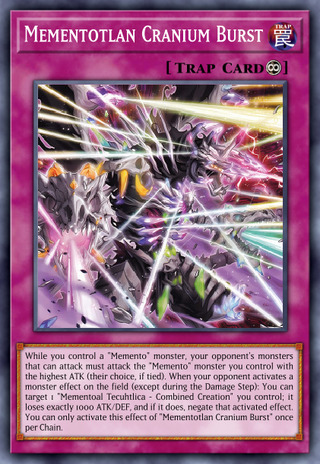 Mementotlan Cranium Burst
TRAP
罠
[Trap Card]
While you control a "Memento" monster, your opponent's monsters
that can attack must attack the "Memento" monster you control with
the highest ATK (their choice, if tied). When your opponent activates a
monster effect on the field (except during the Damage Step): You can
target 1 "Mementoal Tecuhtlica - Combined Creation" you control; it
loses exactly 1000 ATK/DEF, and if it does, negate that activated effect.
You can only activate this effect of "Mementotlan Cranium Burst" once
per Chain.